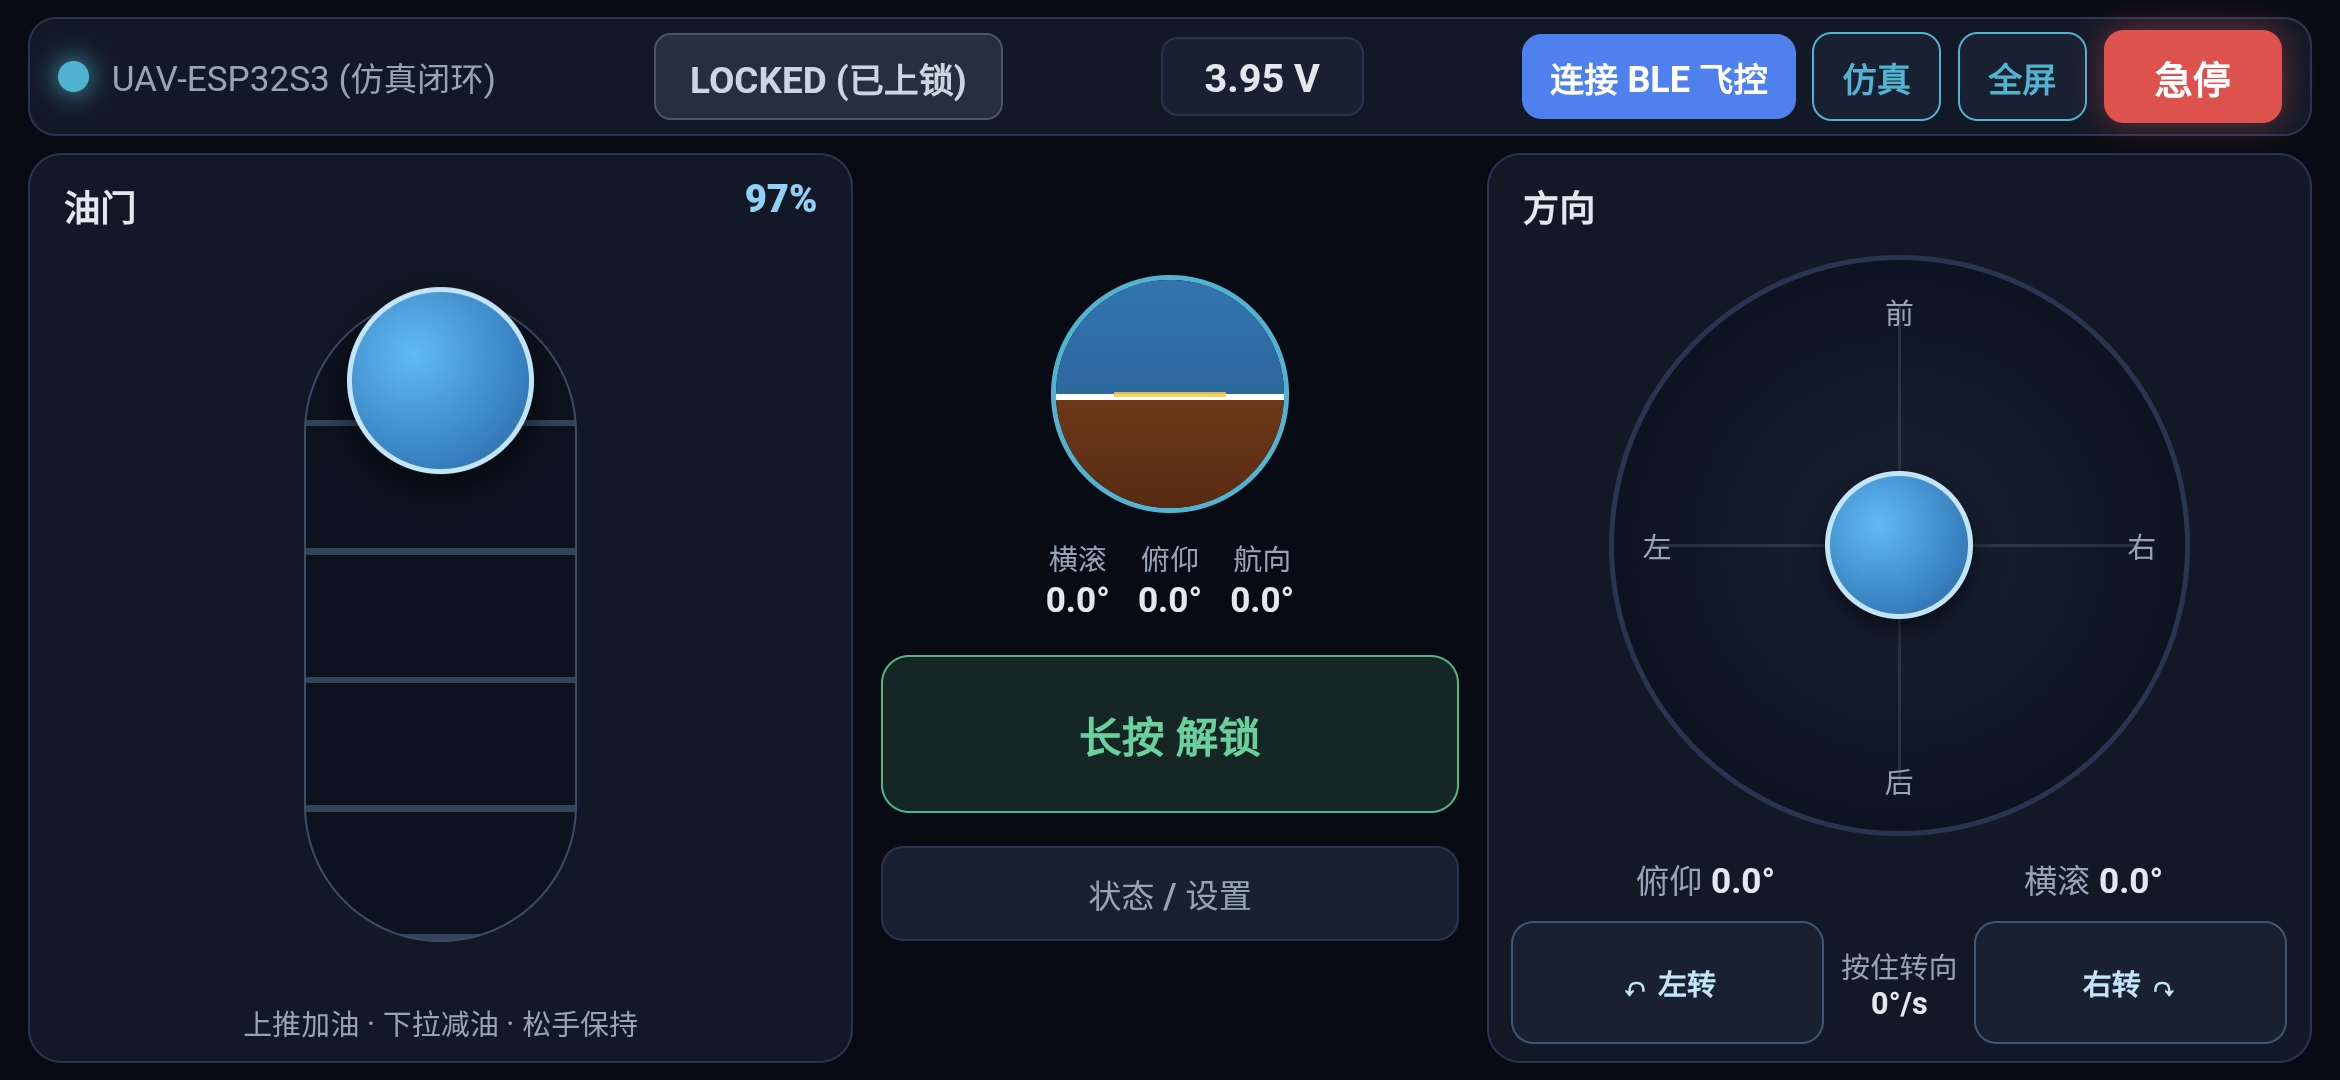 UAV-ESP32S3 (仿真闭环)
LOCKED (已上锁)
3.95 V
连接 BLE 飞控
仿真
全屏
急停
油门
97%
上推加油 · 下拉减油 · 松手保持
横滚 俯仰 航向
0.0° 0.0° 0.0°
长按 解锁
状态 / 设置
方向
前
左
右
后
俯仰 0.0°
横滚 0.0°
↶ 左转
按住转向
0°/s
右转 ↷